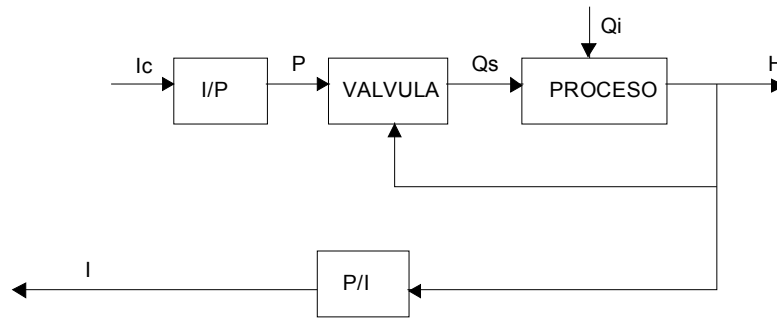 Qi
Ic
I/P
P
VALVULA
Qs
PROCESO
H
I
P/I